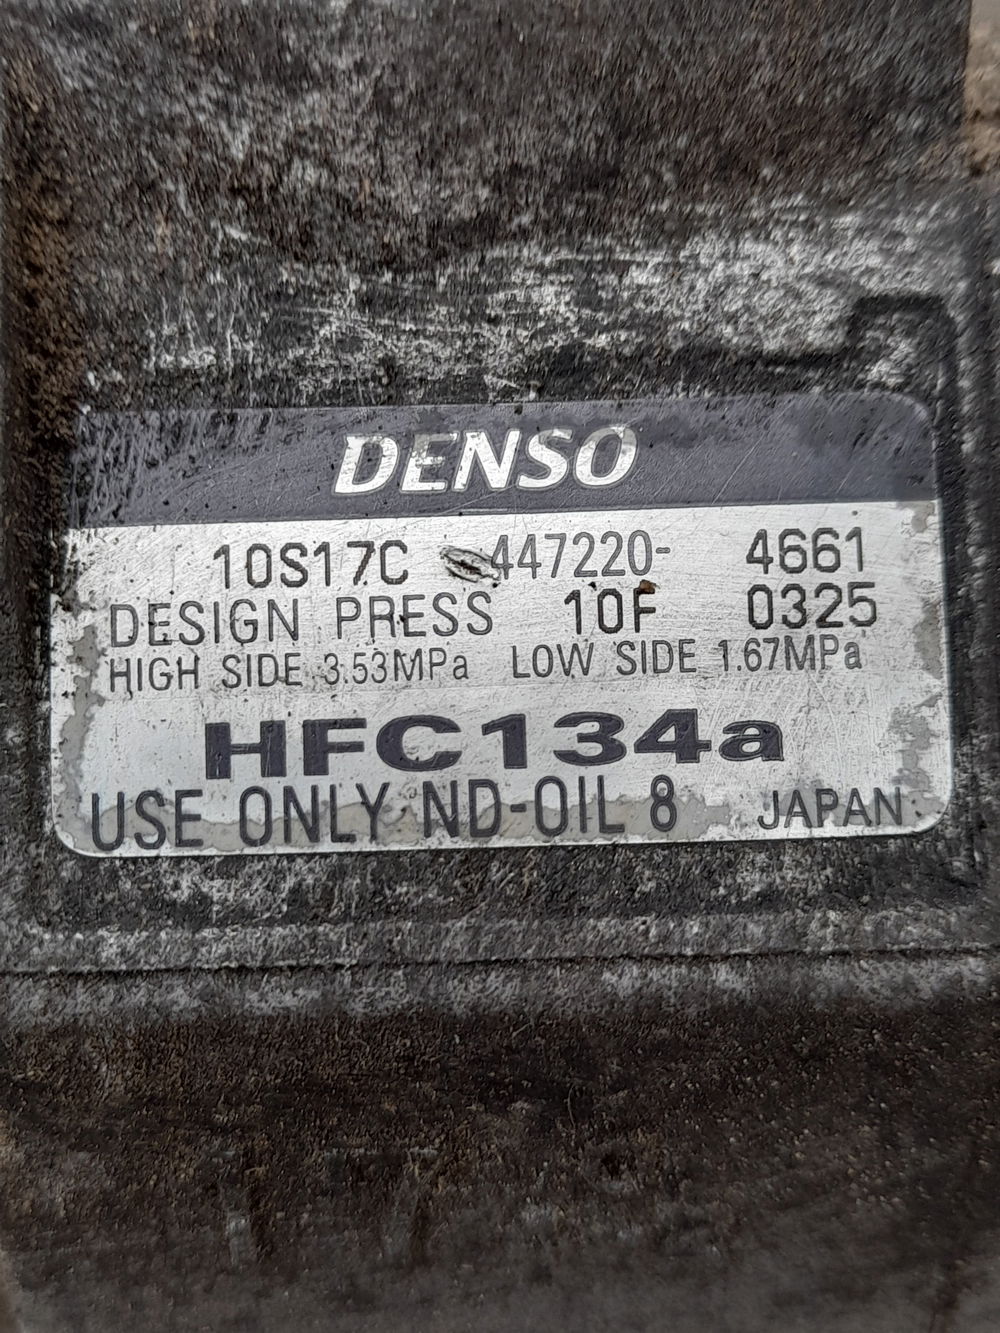 DENSO
10S17C 447220- 4661
DESIGN PRESS 10F 0325
HIGH SIDE 3.53MPa LOW SIDE 1.67MPa
HFC134a
USE ONLY ND-OIL 8 JAPAN